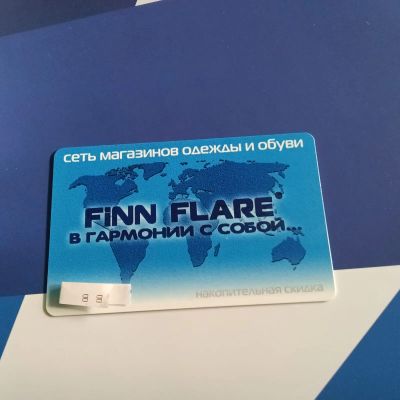 сеть магазинов одежды и обуви
FiNN FLARE
В ГАРМОНИИ С СОБОЙ...
накопительная скидка